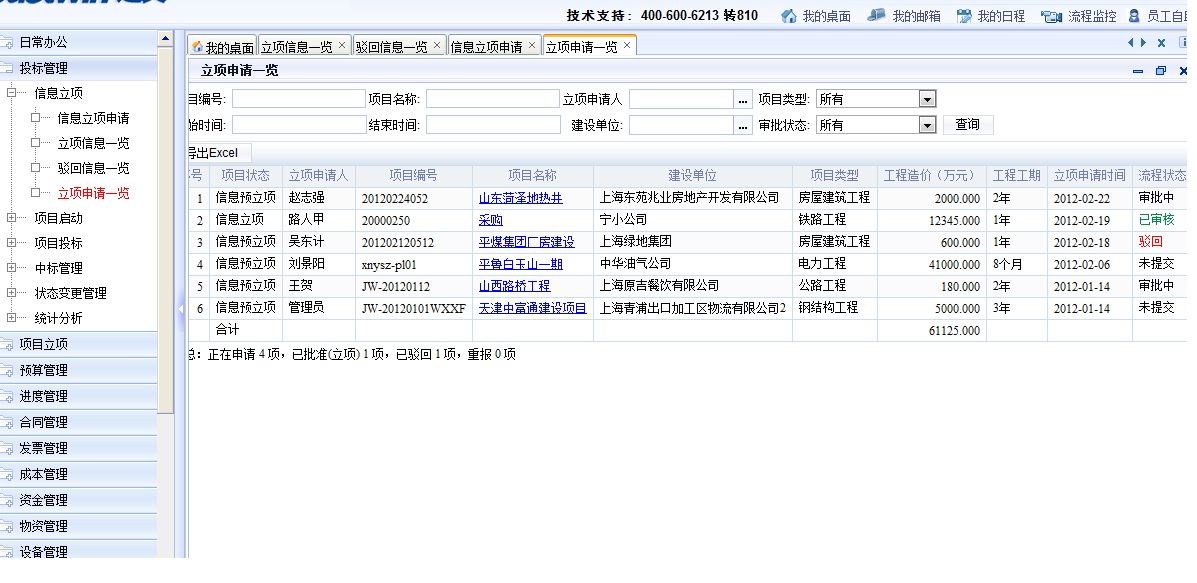 技术支持: 400-600-6213 转810 我的桌面 我的邮箱 我的日程 流程监控 员工自
日常办公
投标管理
信息立项
信息立项申请
立项信息一览
驳回信息一览
立项申请一览
项目启动
项目投标
中标管理
状态变更管理
统计分析
项目立项
预算管理
进度管理
合同管理
发票管理
成本管理
资金管理
物资管理
设备管理
我的桌面 立项信息一览 × 驳回信息一览 × 信息立项申请 × 立项申请一览 ×
立项申请一览
目编号: 项目名称: 立项申请人 ... 项目类型: 所有
始时间: 结束时间: 建设单位: ... 审批状态: 所有 查询
导出Excel
号 项目状态 立项申请人 项目编号 项目名称 建设单位 项目类型 工程造价（万元） 工程工期 立项申请时间 流程状态
1 信息预立项 赵志强 20120224052 山东菏泽地热井 上海东苑兆业房地产开发有限公司 房屋建筑工程 2000.000 2年 2012-02-22 审批中
2 信息立项 路人甲 20000250 采购 宁小公司 铁路工程 12345.000 1年 2012-02-19 已审核
3 信息预立项 吴东计 201202120512 平煤集团厂房建设 上海绿地集团 房屋建筑工程 600.000 1年 2012-02-18 驳回
4 信息预立项 刘景阳 xnysz-pl01 平鲁白玉山一期 中华油气公司 电力工程 41000.000 8个月 2012-02-06 未提交
5 信息预立项 王贺 JW-20120112 山西路桥工程 上海原吉餐饮有限公司 公路工程 180.000 2年 2012-01-14 审批中
6 信息预立项 管理员 JW-20120101WXXF 天津中富通建设项目 上海青浦出口加工区物流有限公司2 钢结构工程 5000.000 3年 2012-01-14 未提交
合计 61125.000
总: 正在申请 4 项，已批准(立项) 1 项，已驳回 1 项，重报 0 项